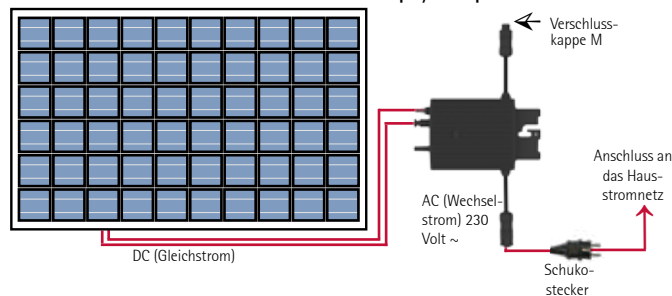 Verschluss-
kappe M
Anschluss an
das Haus-
stromnetz
AC (Wechsel-
strom) 230
Volt ~
DC (Gleichstrom)
Schuko-
stecker